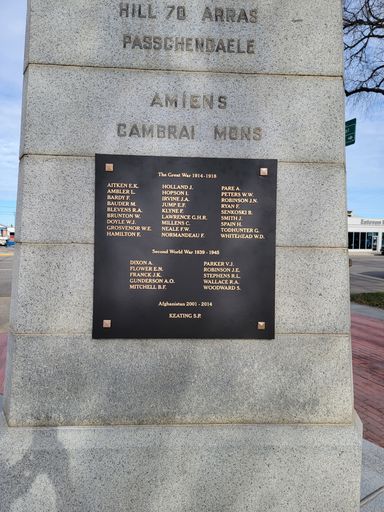 HILL 70 ARRAS
PASSCHENDAELE
AMIENS
CAMBRAI MONS
The Great War 1914-1918
AITKEN E.K. HOLLAND J. PARE A.
AMBLER L. HOPSON I. PETERS W.W.
BARDY F. IRVINE J.A. ROBINSON J.N.
BAUDER M. JUMP E.F. RYAN F.
BLEVENS R.A. KLYNE F. SENKOSKI B.
BRUNTON W. LAWRENCE G.H.R. SMITH J.
DOYLE W.J. MILLENS C. SPAIN H.
GROSVENOR W.E. NEALE F.W. TODHUNTER G.
HAMILTON F. NORMANDEAU F. WHITEHEAD W.D.
Second World War 1939 - 1945
DIXON A. PARKER V.J.
FLOWER E.N. ROBINSON J.E.
FRANCK J.K. STEPHENS R.L.
GUNDERSON A.O. WALLACE R.A.
MITCHELL B.F. WOODWARD S.
Afghanistan 2001 - 2014
KEATING S.P.